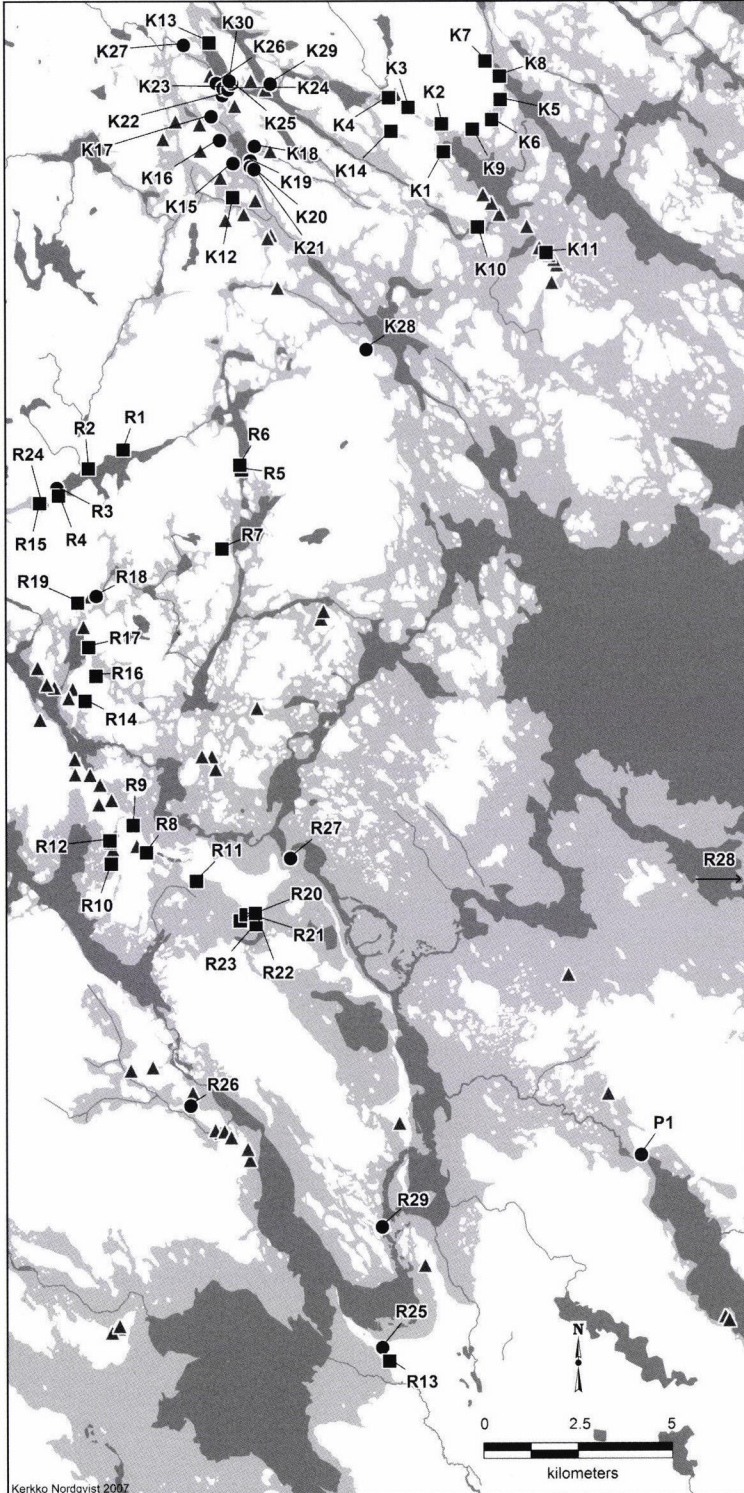 K13
K30
K27
K26
K29
K23
K24
K22
K25
K17
K16
K18
K19
K15
K20
K21
K12
K7
K8
K3
K2
K5
K4
K6
K14
K9
K1
K10
K11
K28
R1
R2
R6
R24
R5
R3
R15
R4
R7
R19
R18
R17
R16
R14
R9
R12
R8
R27
R28
R11
R10
R20
R21
R23
R22
R26
P1
R29
R25
N
R13
0 2.5 5
kilometers
Kerkko Nordqvist 2007